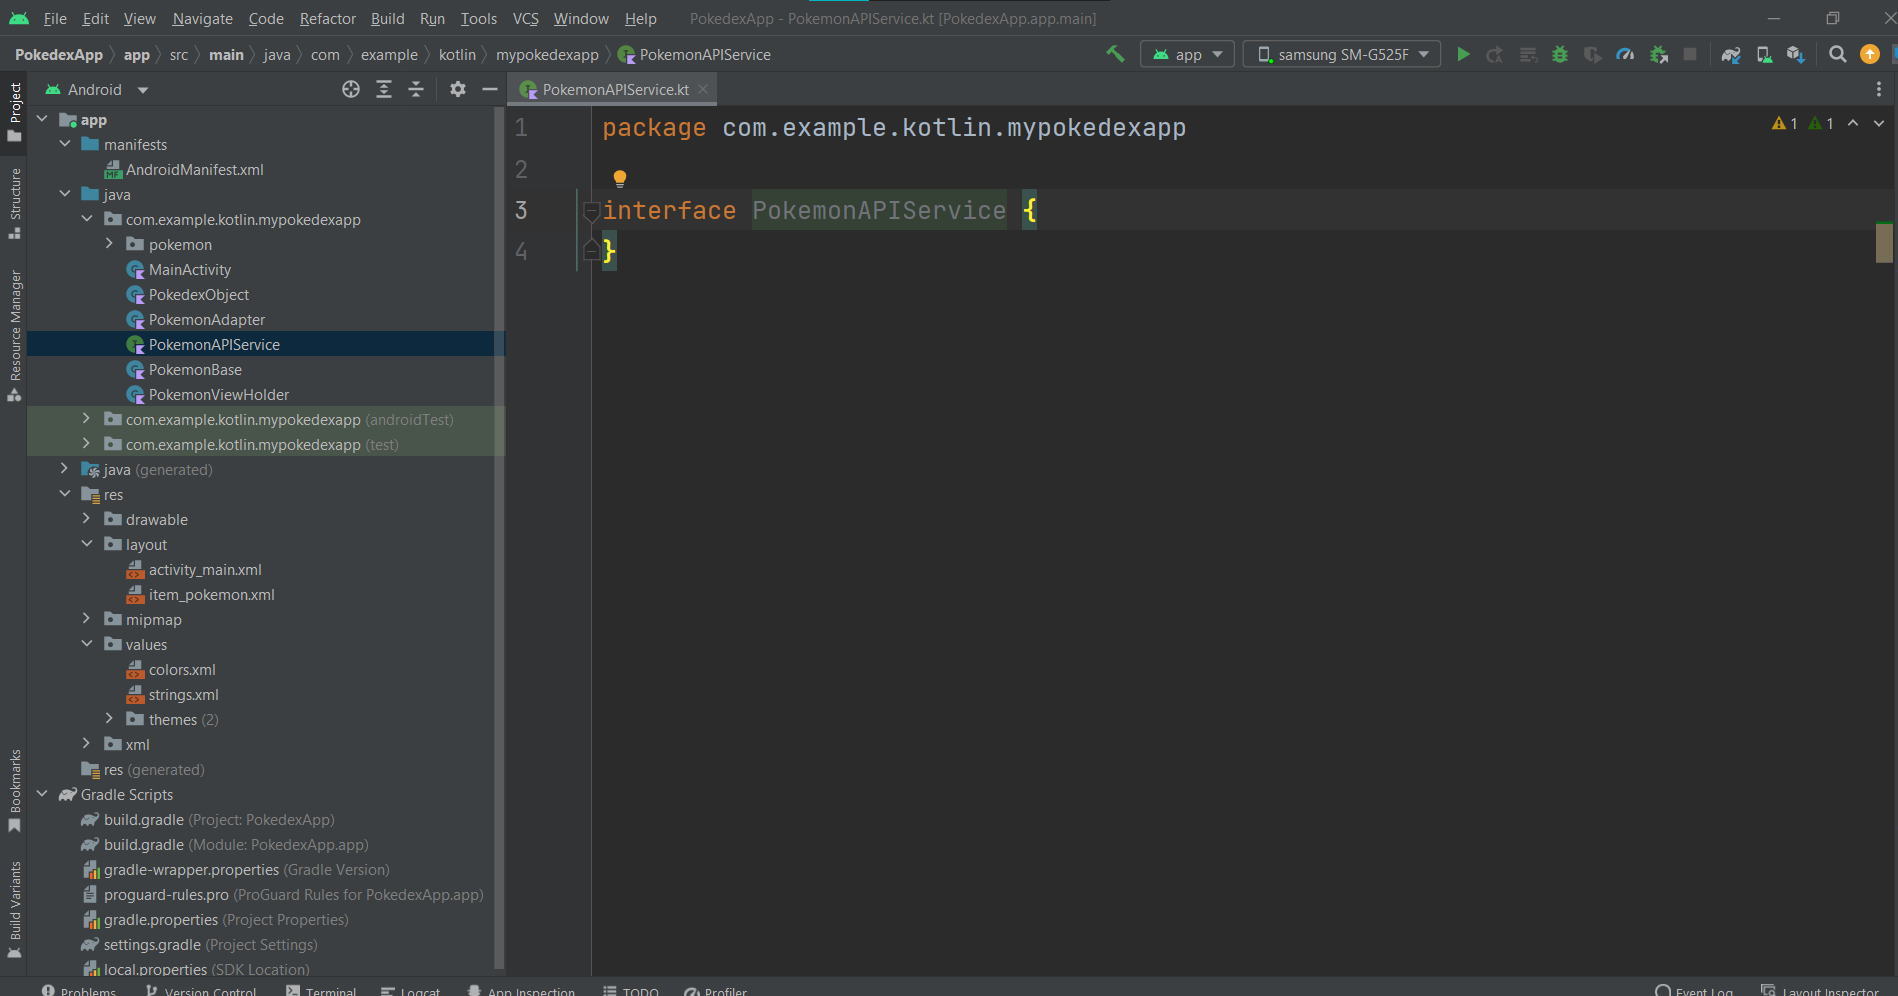 File Edit View Navigate Code Refactor Build Run Tools VCS Window Help PokedexApp - PokemonAPIService.kt [PokedexApp.app.main]
PokedexApp app src main java com example kotlin mypokedexapp PokemonAPIService app samsung SM-G525F
Project
Structure
Resource Manager
Bookmarks
Build Variants
Android
app
manifests
AndroidManifest.xml
java
com.example.kotlin.mypokedexapp
pokemon
MainActivity
PokedexObject
PokemonAdapter
PokemonAPIService
PokemonBase
PokemonViewHolder
com.example.kotlin.mypokedexapp (androidTest)
com.example.kotlin.mypokedexapp (test)
java (generated)
res
drawable
layout
activity_main.xml
item_pokemon.xml
mipmap
values
colors.xml
strings.xml
themes (2)
xml
res (generated)
Gradle Scripts
build.gradle (Project: PokedexApp)
build.gradle (Module: PokedexApp.app)
gradle-wrapper.properties (Gradle Version)
proguard-rules.pro (ProGuard Rules for PokedexApp.app)
gradle.properties (Project Properties)
settings.gradle (Project Settings)
local.properties (SDK Location)
PokemonAPIService.kt
1 package com.example.kotlin.mypokedexapp
1 1
2
3 interface PokemonAPIService {
4 }
Problems Version Control Terminal Logcat App Inspection TODO Profiler Event Log Layout Inspector